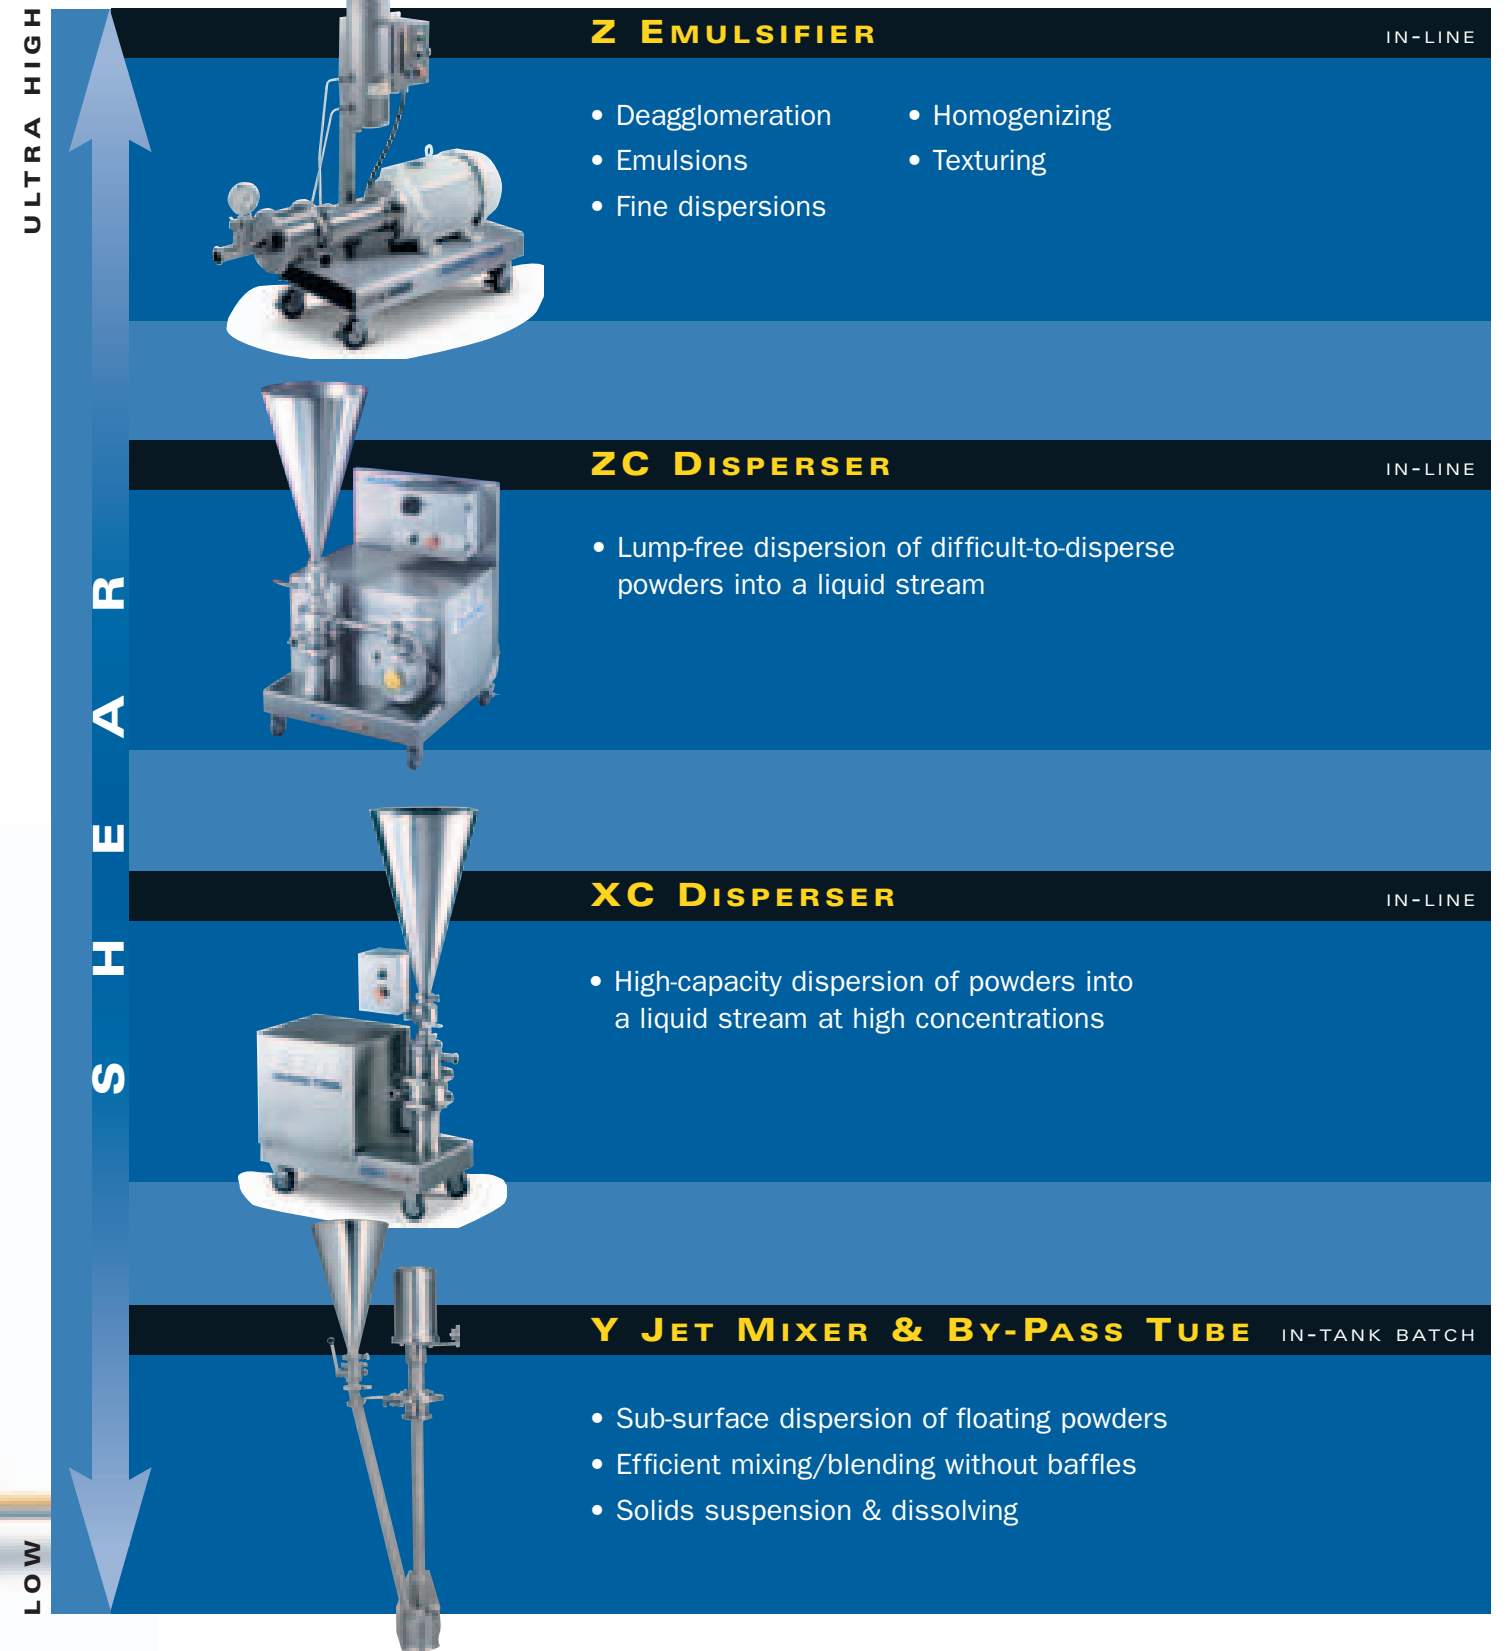 ULTRA HIGH
SHEAR
LOW
Z EMULSIFIER IN-LINE
• Deagglomeration • Homogenizing
• Emulsions • Texturing
• Fine dispersions
ZC DISPERSER IN-LINE
• Lump-free dispersion of difficult-to-disperse
powders into a liquid stream
XC DISPERSER IN-LINE
• High-capacity dispersion of powders into
a liquid stream at high concentrations
Y JET MIXER & BY-PASS TUBE IN-TANK BATCH
• Sub-surface dispersion of floating powders
• Efficient mixing/blending without baffles
• Solids suspension & dissolving